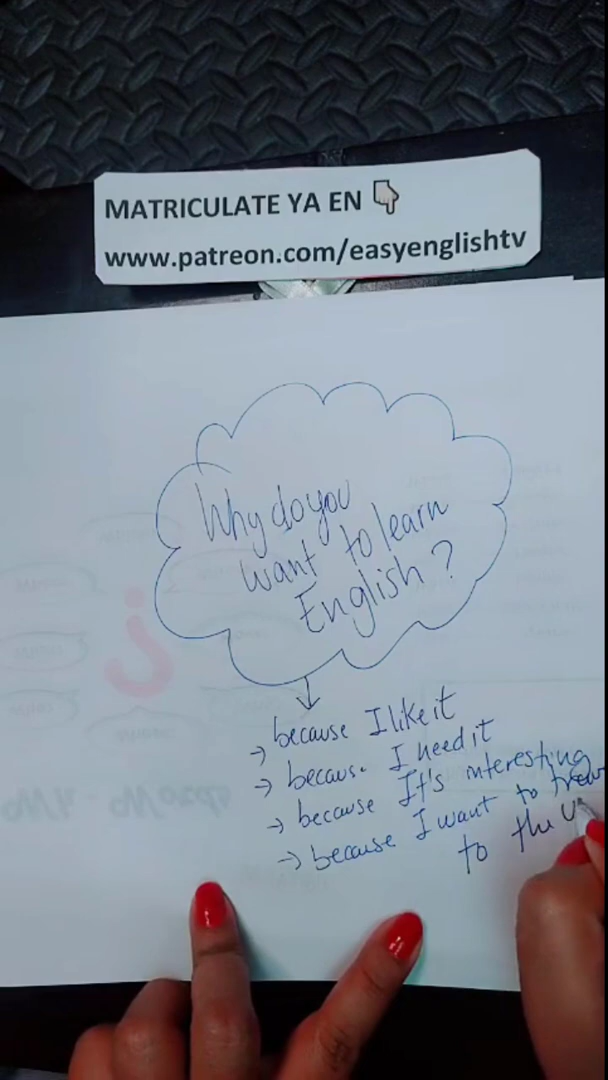 MATRICULATE YA EN
www.patreon.com/easyenglishtv
Why do you
want to learn
English?
→ because I like it
→ because I need it
→ because It's interesting
→ because I want to
to the